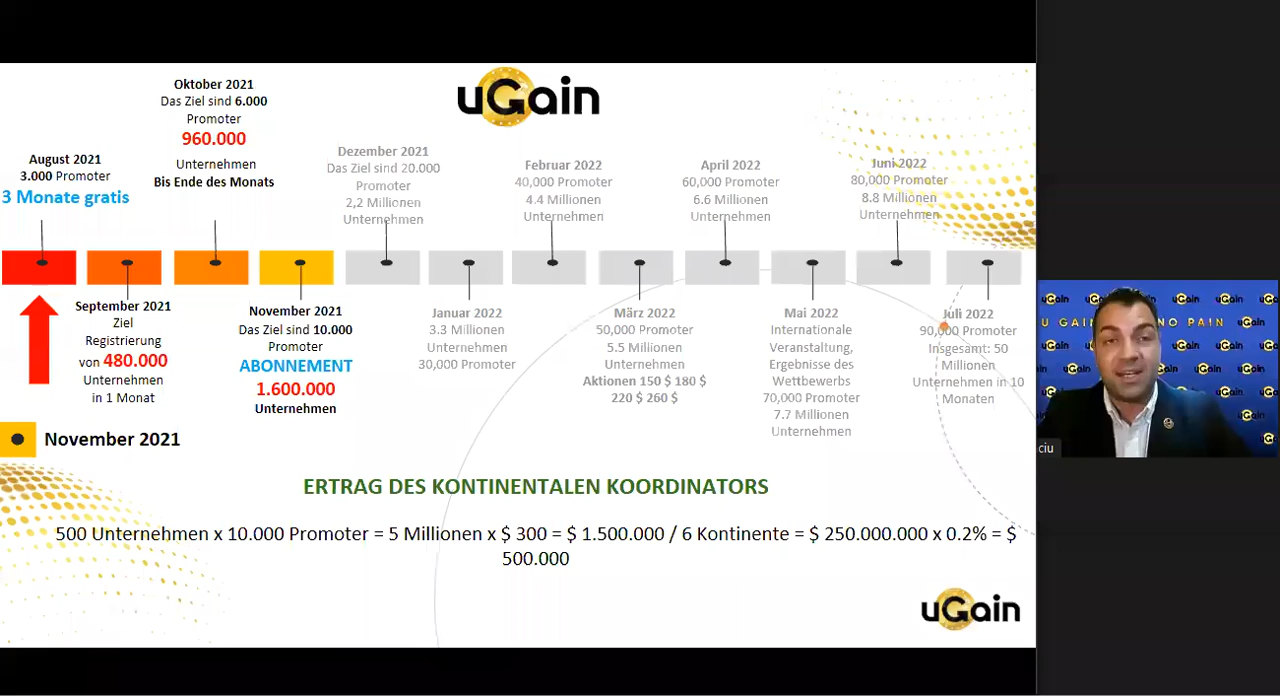 uGain
Oktober 2021
Das Ziel sind 6.000
Promoter
960.000
Unternehmen
Bis Ende des Monats
August 2021
3.000 Promoter
3 Monate gratis
Dezember 2021
Das Ziel sind 20.000
Promoter
2,2 Millionen
Unternehmen
Februar 2022
40,000 Promoter
4.4 Millionen
Unternehmen
April 2022
60,000 Promoter
6.6 Millionen
Unternehmen
Juni 2022
80,000 Promoter
8.8 Millionen
Unternehmen
September 2021
Ziel
Registrierung
von 480.000
Unternehmen
in 1 Monat
November 2021
Das Ziel sind 10.000
Promoter
ABONNEMENT
1.600.000
Unternehmen
Januar 2022
3.3 Millionen
Unternehmen
30,000 Promoter
März 2022
50,000 Promoter
5.5 Millionen
Unternehmen
Aktionen 150 $ 180 $
220 $ 260 $
Mai 2022
Internationale
Veranstaltung,
Ergebnisse des
Wettbewerbs
70,000 Promoter
7.7 Millionen
Unternehmen
Juli 2022
90,000 Promoter
Insgesamt: 50
Millionen
Unternehmen in 10
Monaten
November 2021
ERTRAG DES KONTINENTALEN KOORDINATORS
500 Unternehmen x 10.000 Promoter = 5 Millionen x $ 300 = $ 1.500.000 / 6 Kontinente = $ 250.000.000 x 0.2% = $
500.000
uGain
U GAIN NO PAIN
ciu